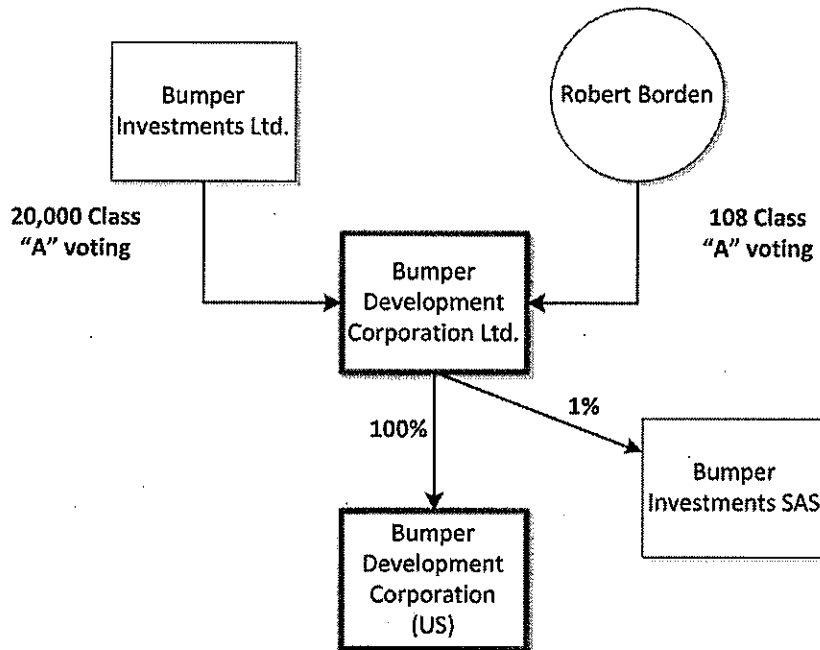 Bumper
Investments Ltd.
Robert Borden
20,000 Class
"A" voting
108 Class
"A" voting
Bumper
Development
Corporation Ltd.
100%
1%
Bumper
Investments SAS
Bumper
Development
Corporation
(US)